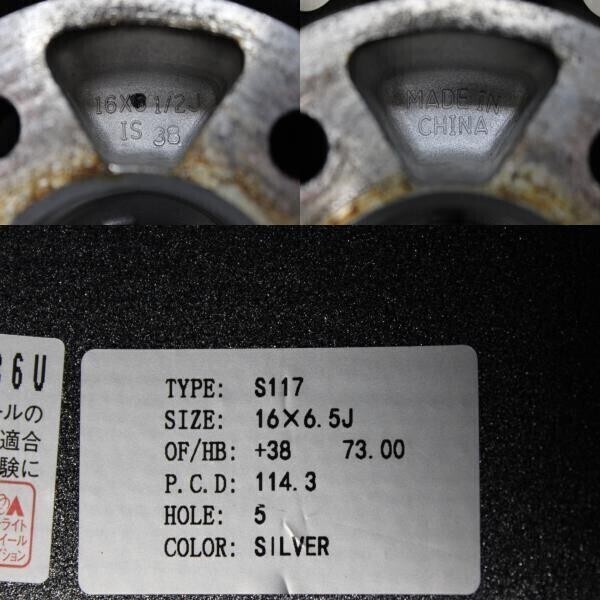 16X6 1/2J
IS 38
MADE IN
CHINA
36U
ールの
適合
験に
ライト
イール
ション
TYPE: S117
SIZE: 16×6.5J
OF/HB: +38 73.00
P.C.D: 114.3
HOLE: 5
COLOR: SILVER